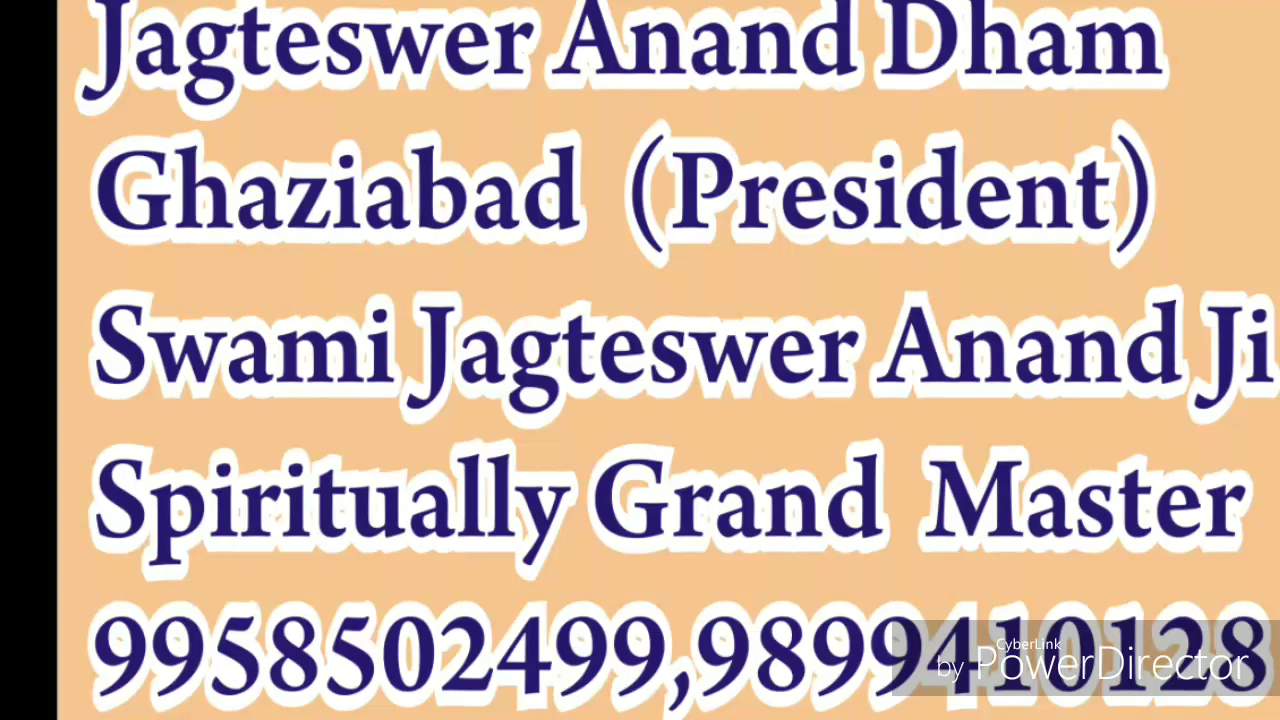 Jagteswer Anand Dham
Ghaziabad (President)
Swami Jagteswer Anand Ji
Spiritually Grand Master
9958502499,9899410128
CyberLink
by PowerDirector